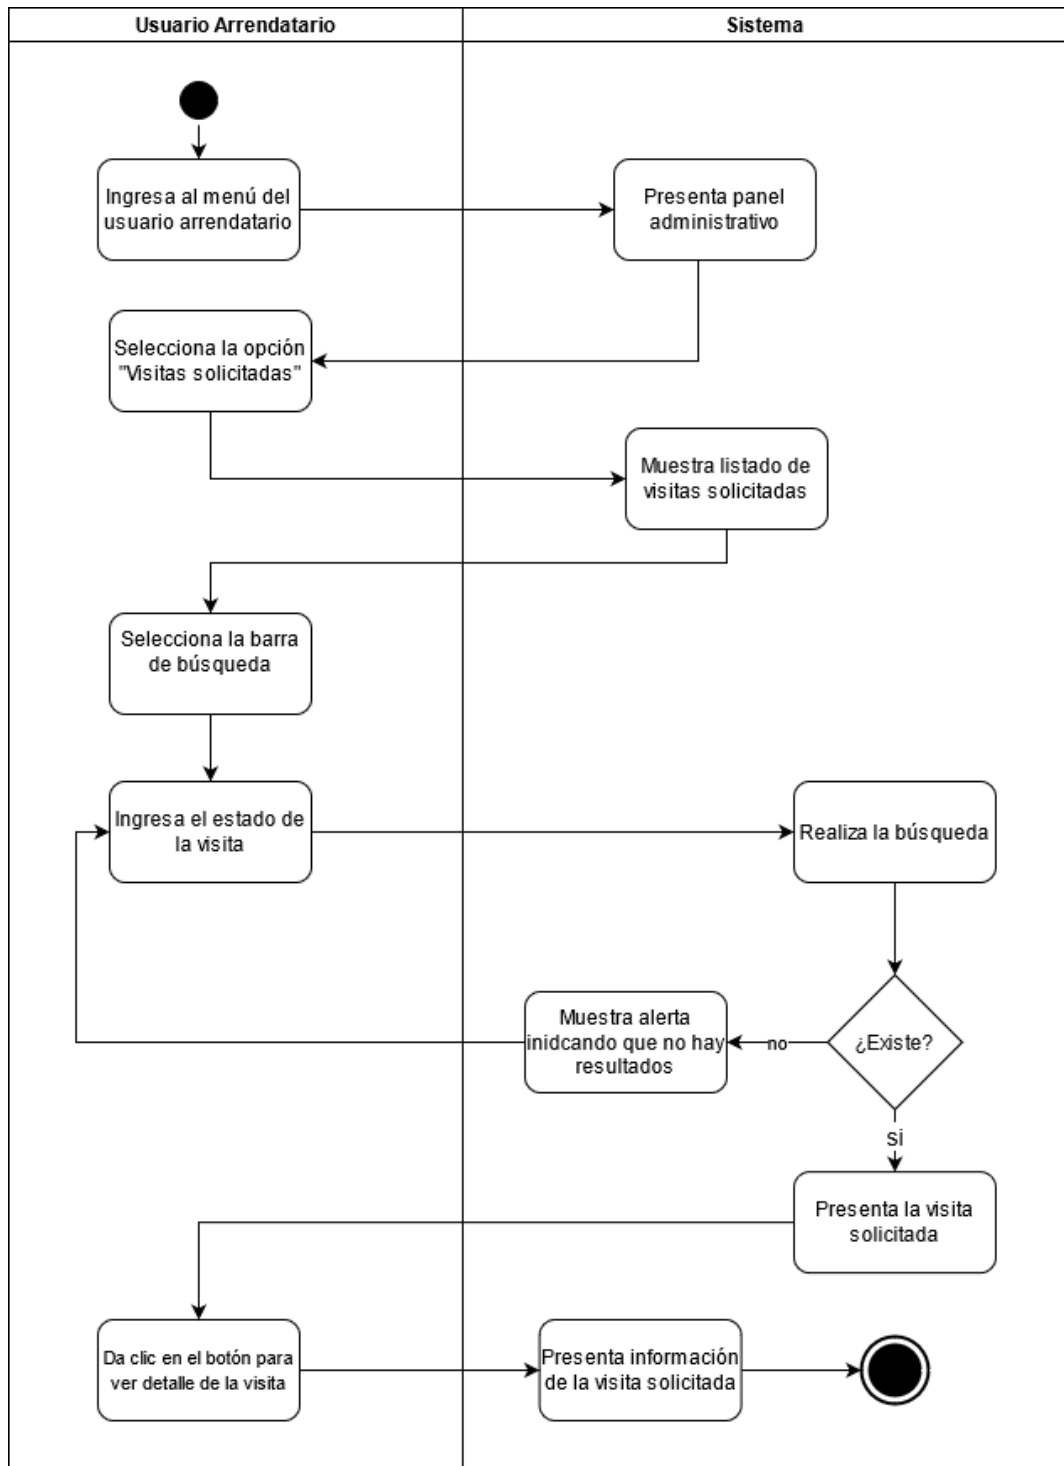 Usuario Arrendatario
Sistema
Ingresa al menú del
usuario arrendatario
Presenta panel
administrativo
Selecciona la opción
"Visitas solicitadas"
Muestra listado de
visitas solicitadas
Selecciona la barra
de búsqueda
Ingresa el estado de
la visita
Realiza la búsqueda
Muestra alerta
inidcando que no hay
resultados
no
¿Existe?
si
Presenta la visita
solicitada
Da clic en el botón para
ver detalle de la visita
Presenta información
de la visita solicitada